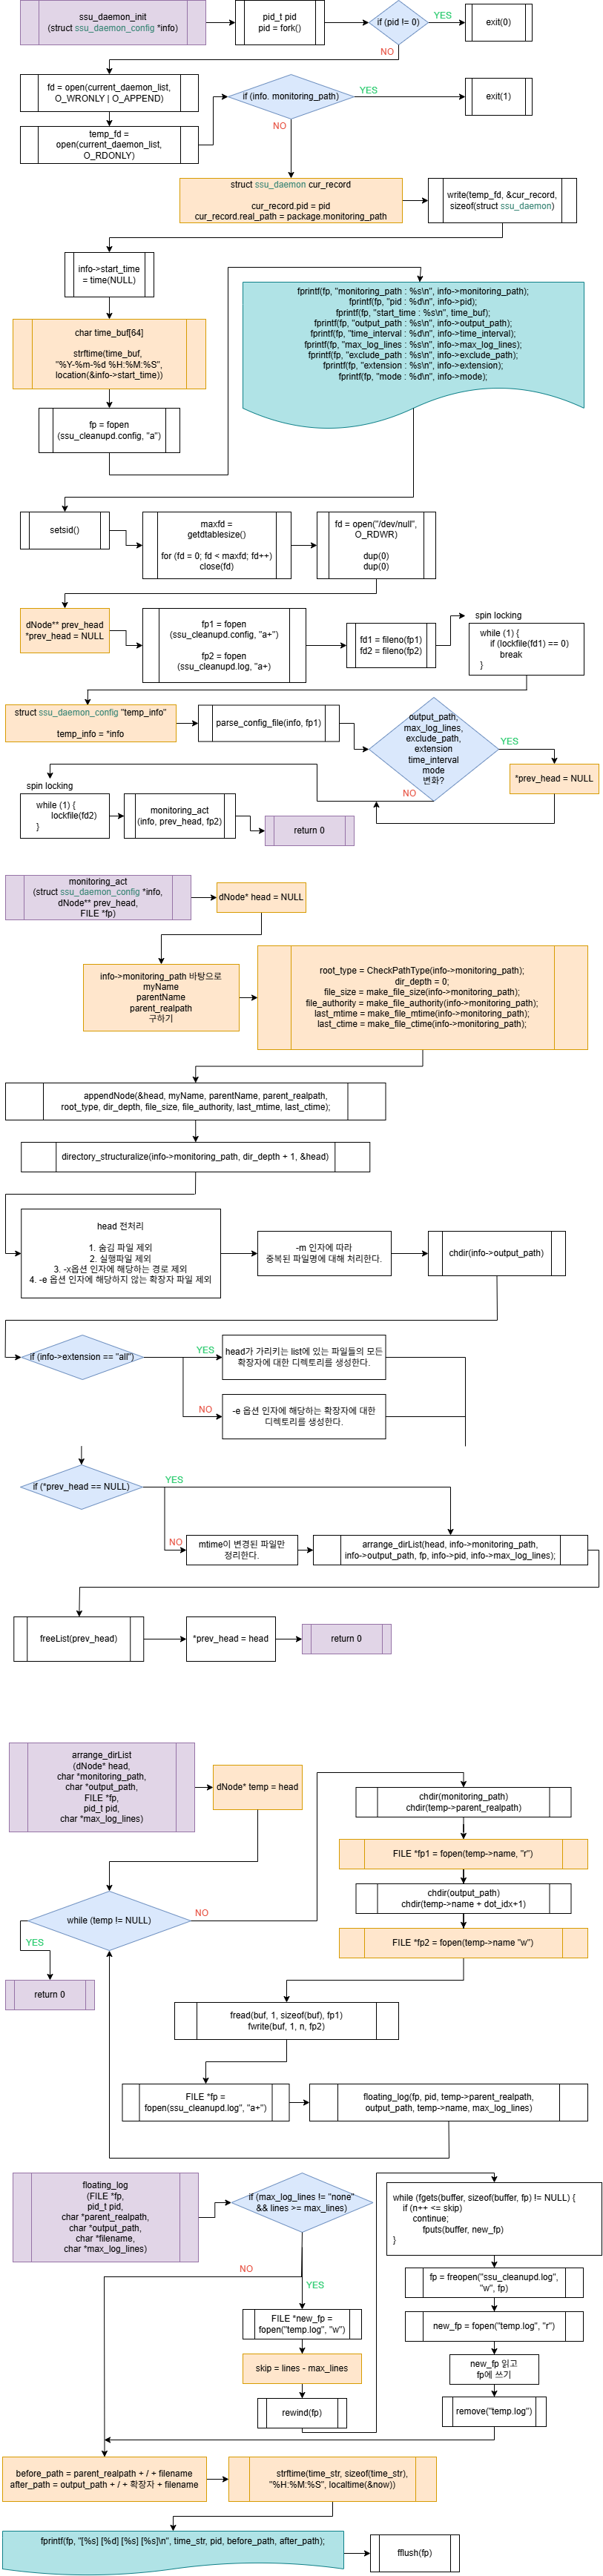 ssu_daemon_init
(struct ssu_daemon_config *info)
pid_t pid
pid = fork()
if (pid != 0)
YES
exit(0)
NO
fd = open(current_daemon_list,
O_WRONLY | O_APPEND)
temp_fd =
open(current_daemon_list,
O_RDONLY)
if (info. monitoring_path)
YES
exit(1)
NO
struct ssu_daemon cur_record
cur_record.pid = pid
cur_record.real_path = package.monitoring_path
write(temp_fd, &cur_record,
sizeof(struct ssu_daemon)
info->start_time
= time(NULL)
char time_buf[64]
strftime(time_buf,
"%Y-%m-%d %H:%M:%S",
location(&info->start_time))
fp = fopen
(ssu_cleanupd.config, "a")
fprintf(fp, "monitoring_path : %s\n", info->monitoring_path);
fprintf(fp, "pid : %d\n", info->pid);
fprintf(fp, "start_time : %s\n", time_buf);
fprintf(fp, "output_path : %s\n", info->output_path);
fprintf(fp, "time_interval : %d\n", info->time_interval);
fprintf(fp, "max_log_lines : %s\n", info->max_log_lines);
fprintf(fp, "exclude_path : %s\n", info->exclude_path);
fprintf(fp, "extension : %s\n", info->extension);
fprintf(fp, "mode : %d\n", info->mode);
setsid()
maxfd =
getdtablesize()
for (fd = 0; fd < maxfd; fd++)
close(fd)
fd = open("/dev/null",
O_RDWR)
dup(0)
dup(0)
dNode** prev_head
*prev_head = NULL
fp1 = fopen
(ssu_cleanupd.config, "a+")
fp2 = fopen
(ssu_cleanupd.log, "a+)
fd1 = fileno(fp1)
fd2 = fileno(fp2)
spin locking
while (1) {
if (lockfile(fd1) == 0)
break
}
struct ssu_daemon_config "temp_info"
temp_info = *info
parse_config_file(info, fp1)
output_path,
max_log_lines,
exclude_path,
extension
time_interval
mode
변화?
YES
*prev_head = NULL
NO
spin locking
while (1) {
lockfile(fd2)
}
monitoring_act
(info, prev_head, fp2)
return 0
monitoring_act
(struct ssu_daemon_config *info,
dNode** prev_head,
FILE *fp)
dNode* head = NULL
info->monitoring_path 바탕으로
myName
parentName
parent_realpath
구하기
root_type = CheckPathType(info->monitoring_path);
dir_depth = 0;
file_size = make_file_size(info->monitoring_path);
file_authority = make_file_authority(info->monitoring_path);
last_mtime = make_file_mtime(info->monitoring_path);
last_ctime = make_file_ctime(info->monitoring_path);
appendNode(&head, myName, parentName, parent_realpath,
root_type, dir_depth, file_size, file_authority, last_mtime, last_ctime);
directory_structuralize(info->monitoring_path, dir_depth + 1, &head)
head 전처리
1. 숨김 파일 제외
2. 실행파일 제외
3. -x옵션 인자에 해당하는 경로 제외
4. -e 옵션 인자에 해당하지 않는 확장자 파일 제외
-m 인자에 따라
중복된 파일명에 대해 처리한다.
chdir(info->output_path)
if (info->extension == "all")
YES
head가 가리키는 list에 있는 파일들의 모든
확장자에 대한 디렉토리를 생성한다.
NO
-e 옵션 인자에 해당하는 확장자에 대한
디렉토리를 생성한다.
if (*prev_head == NULL)
YES
NO
mtime이 변경된 파일만
정리한다.
arrange_dirList(head, info->monitoring_path,
info->output_path, fp, info->pid, info->max_log_lines);
freeList(prev_head)
*prev_head = head
return 0
arrange_dirList
(dNode* head,
char *monitoring_path,
char *output_path,
FILE *fp,
pid_t pid,
char *max_log_lines)
dNode* temp = head
chdir(monitoring_path)
chdir(temp->parent_realpath)
FILE *fp1 = fopen(temp->name, "r")
chdir(output_path)
chdir(temp->name + dot_idx+1)
while (temp != NULL)
NO
FILE *fp2 = fopen(temp->name "w")
YES
return 0
fread(buf, 1, sizeof(buf), fp1)
fwrite(buf, 1, n, fp2)
FILE *fp =
fopen(ssu_cleanupd.log", "a+")
floating_log(fp, pid, temp->parent_realpath,
output_path, temp->name, max_log_lines)
floating_log
(FILE *fp,
pid_t pid,
char *parent_realpath,
char *output_path,
char *filename,
char *max_log_lines)
if (max_log_lines != "none"
&& lines >= max_lines)
while (fgets(buffer, sizeof(buffer, fp) != NULL) {
if (n++ <= skip)
continue;
fputs(buffer, new_fp)
}
NO
YES
fp = freopen("ssu_cleanupd.log",
"w", fp)
FILE *new_fp =
fopen("temp.log", "w")
new_fp = fopen("temp.log", "r")
skip = lines - max_lines
new_fp 읽고
fp에 쓰기
rewind(fp)
remove("temp.log")
before_path = parent_realpath + / + filename
after_path = output_path + / + 확장자 + filename
strftime(time_str, sizeof(time_str),
"%H:%M:%S", localtime(&now))
fprintf(fp, "[%s] [%d] [%s] [%s]\n", time_str, pid, before_path, after_path);
fflush(fp)